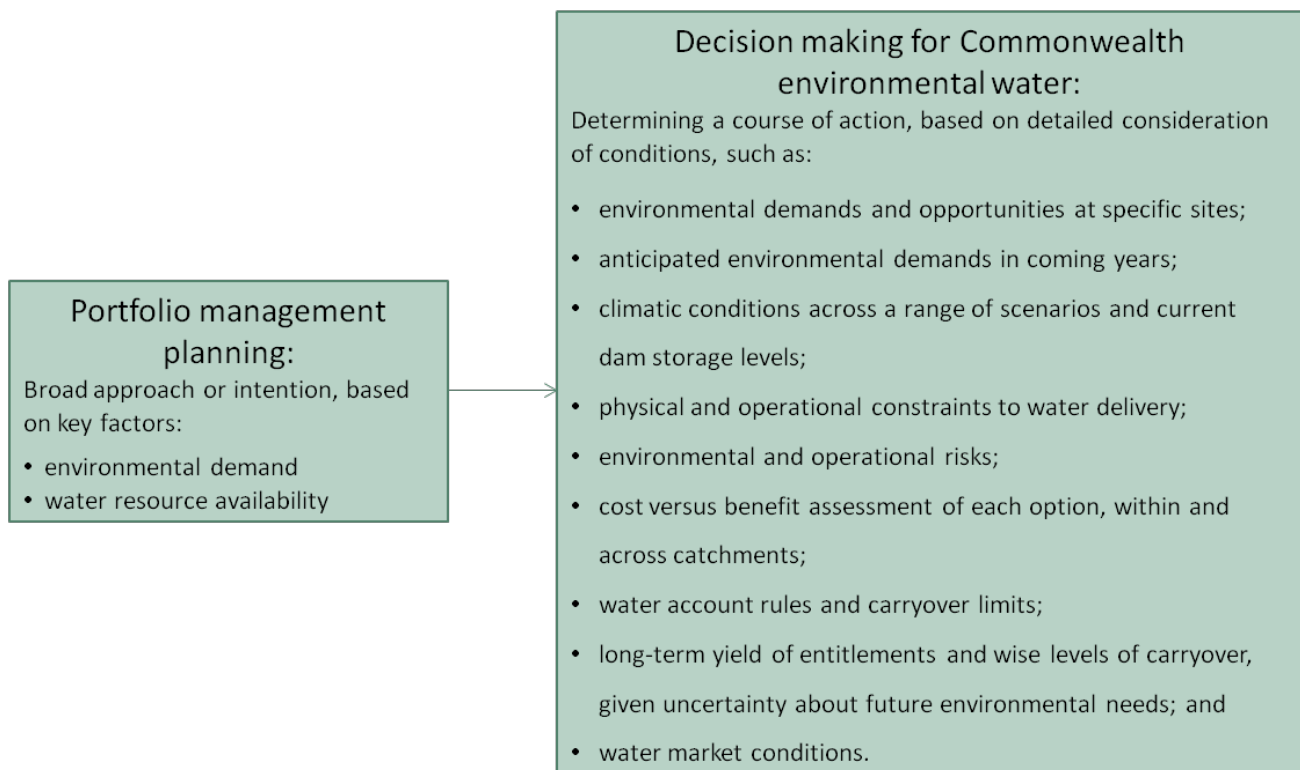 Portfolio management
planning:
Broad approach or intention, based
on key factors:
• environmental demand
• water resource availability
Decision making for Commonwealth
environmental water:
Determining a course of action, based on detailed consideration
of conditions, such as:
• environmental demands and opportunities at specific sites;
• anticipated environmental demands in coming years;
• climatic conditions across a range of scenarios and current
dam storage levels;
• physical and operational constraints to water delivery;
• environmental and operational risks;
• cost versus benefit assessment of each option, within and
across catchments;
• water account rules and carryover limits;
• long-term yield of entitlements and wise levels of carryover,
given uncertainty about future environmental needs; and
• water market conditions.